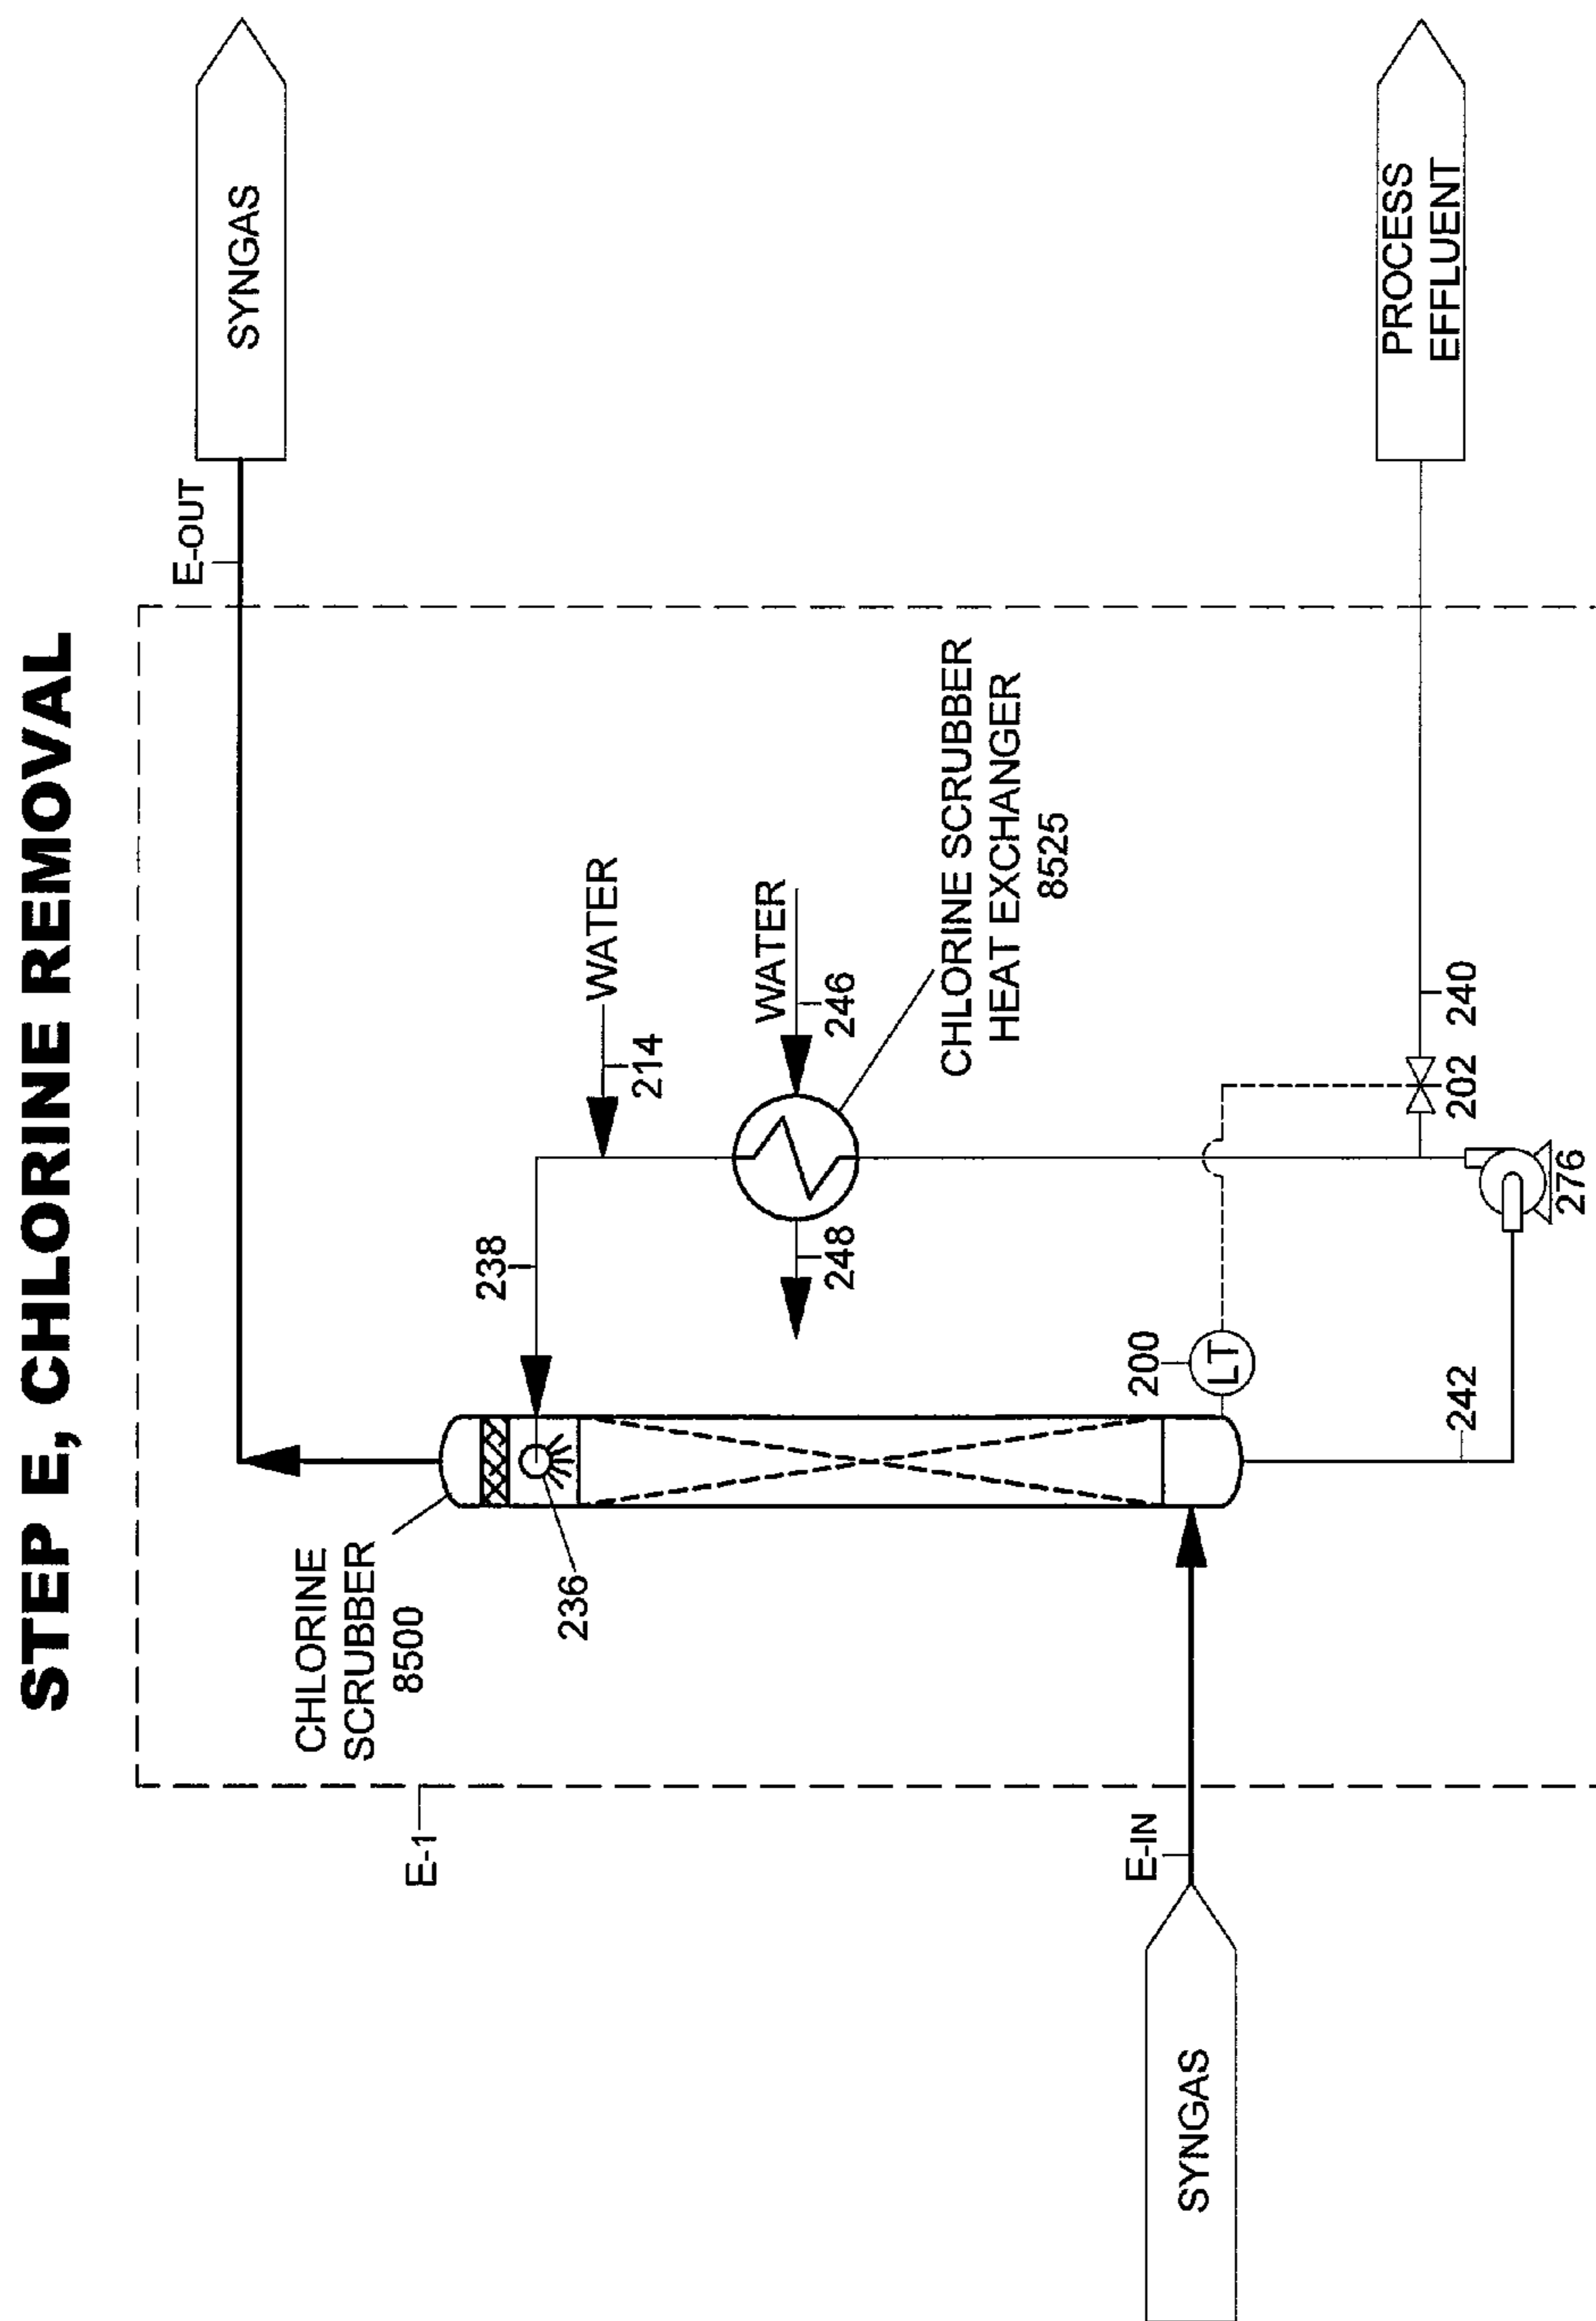 STEP E, CHLORINE REMOVAL
E-1
CHLORINE
SCRUBBER
8500
236
238
WATER
214
WATER
246
248
CHLORINE SCRUBBER
HEAT EXCHANGER
8525
E-OUT
SYNGAS
SYNGAS
E-IN
200
LT
242
276
202
240
PROCESS
EFFLUENT